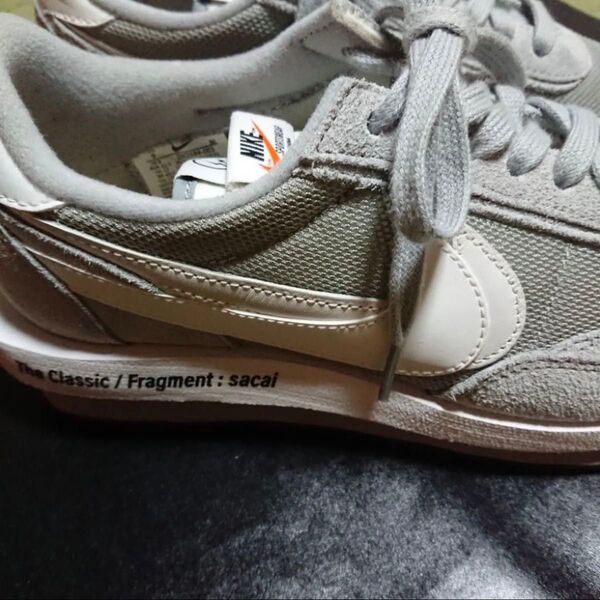 NIKE
The Classic / Fragment : sacai